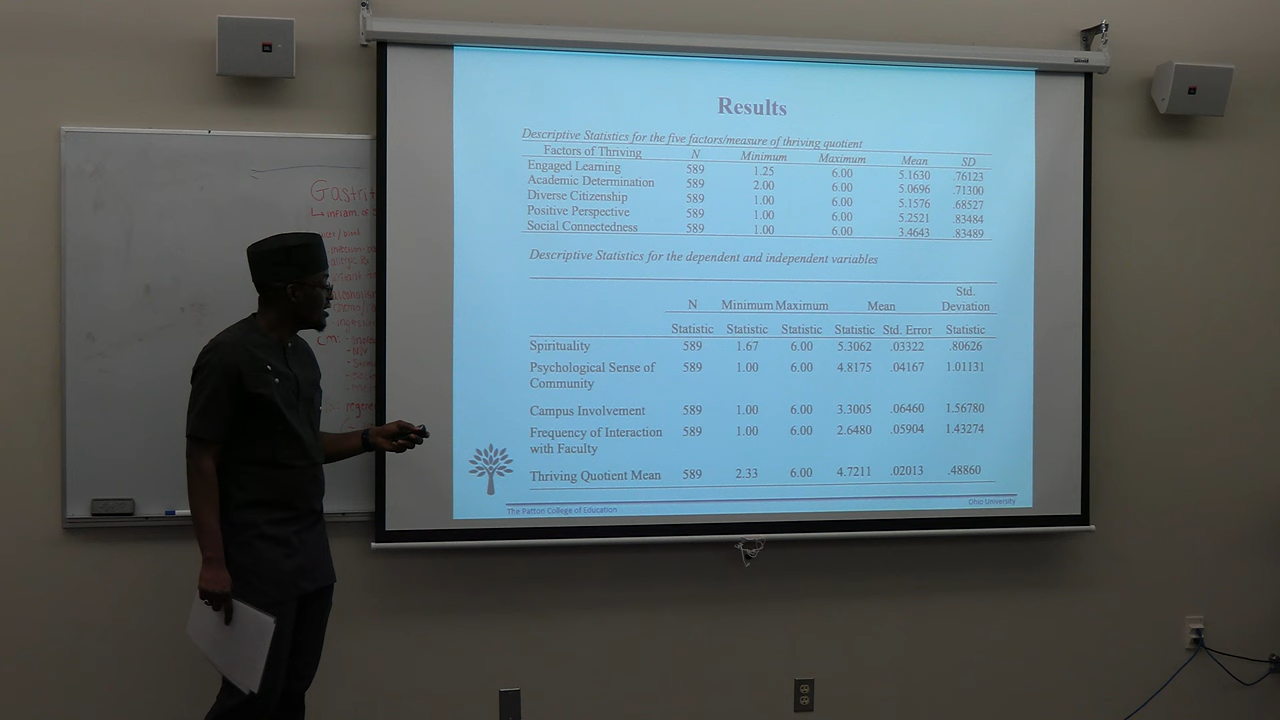 Results
Descriptive Statistics for the five factors/measure of thriving quotient
Factors of Thriving N Minimum Maximum Mean SD
Engaged Learning 589 1.25 6.00 5.1630 .76123
Academic Determination 589 2.00 6.00 5.0696 .71300
Diverse Citizenship 589 1.00 6.00 5.1576 .68527
Positive Perspective 589 1.00 6.00 5.2521 .83484
Social Connectedness 589 1.00 6.00 3.4643 .83489
Descriptive Statistics for the dependent and independent variables
Std.
N Minimum Maximum Mean Deviation
Statistic Statistic Statistic Statistic Std. Error Statistic
Spirituality 589 1.67 6.00 5.3062 .03322 .80626
Psychological Sense of 589 1.00 6.00 4.8175 .04167 1.01131
Community
Campus Involvement 589 1.00 6.00 3.3005 .06460 1.56780
Frequency of Interaction 589 1.00 6.00 2.6480 .05904 1.43274
with Faculty
Thriving Quotient Mean 589 2.33 6.00 4.7211 .02013 .48860
The Patton College of Education Ohio University
Gastrit
↳ inflam. of